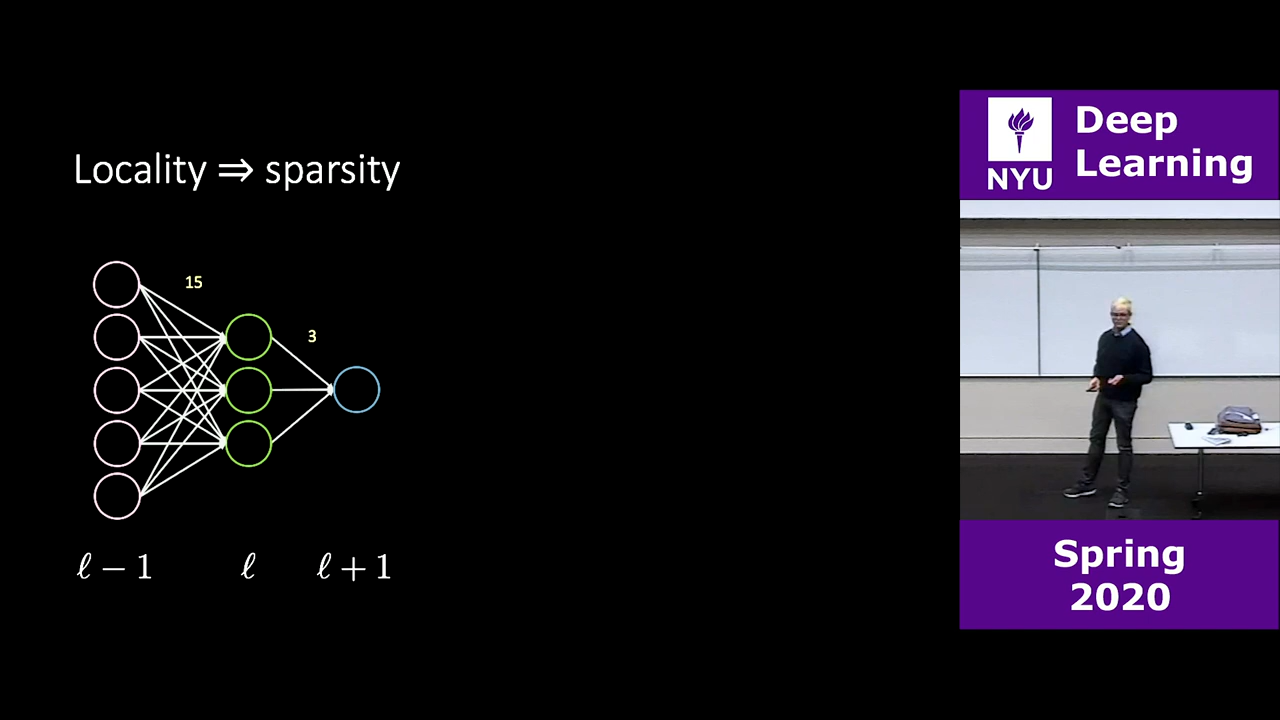 Locality ⇒ sparsity
15
3
ℓ − 1 ℓ ℓ + 1
NYU
Deep
Learning
Spring
2020